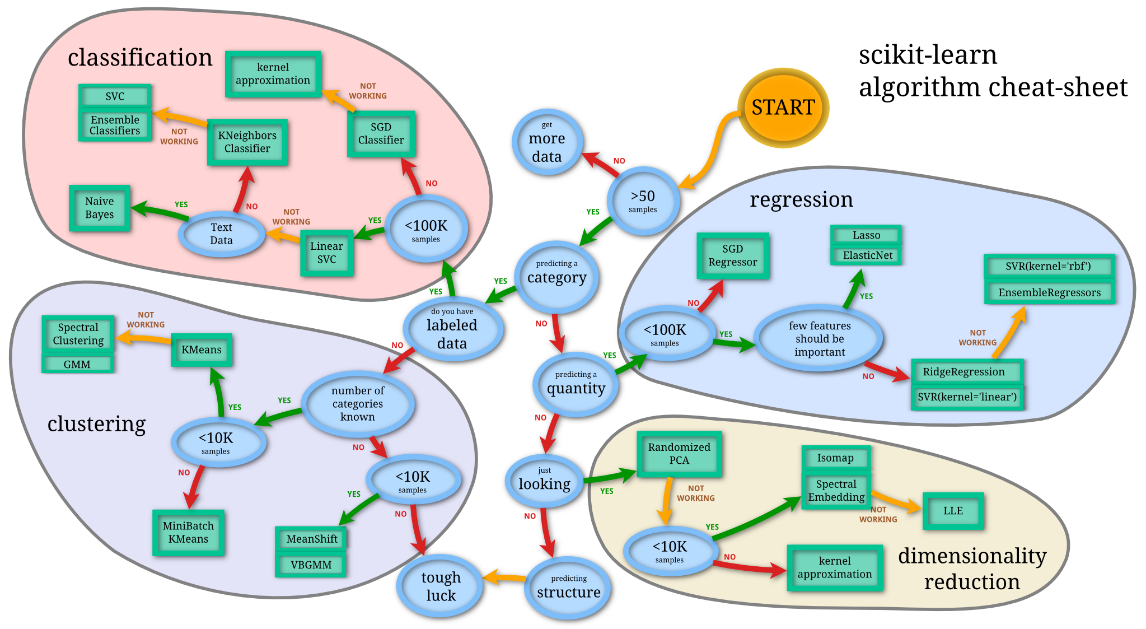 scikit-learn
algorithm cheat-sheet
START
>50
samples
NO
get
more
data
YES
predicting a
category
YES
do you have
labeled
data
YES
classification
<100K
samples
YES
Linear
SVC
NOT
WORKING
Text
Data
YES
Naive
Bayes
NO
KNeighbors
Classifier
NOT
WORKING
SVC
Ensemble
Classifiers
NO
SGD
Classifier
NOT
WORKING
kernel
approximation
NO
clustering
number of
categories
known
YES
<10K
samples
YES
KMeans
NOT
WORKING
Spectral
Clustering
GMM
NO
MiniBatch
KMeans
NO
<10K
samples
YES
MeanShift
VBGMM
NO
tough
luck
NO
predicting a
quantity
YES
regression
<100K
samples
NO
SGD
Regressor
YES
few features
should be
important
YES
Lasso
ElasticNet
NO
RidgeRegression
SVR(kernel='linear')
NOT
WORKING
SVR(kernel='rbf')
EnsembleRegressors
NO
just
looking
YES
dimensionality
reduction
Randomized
PCA
NOT
WORKING
<10K
samples
YES
Isomap
Spectral
Embedding
NOT
WORKING
LLE
NO
kernel
approximation
NO
predicting
structure